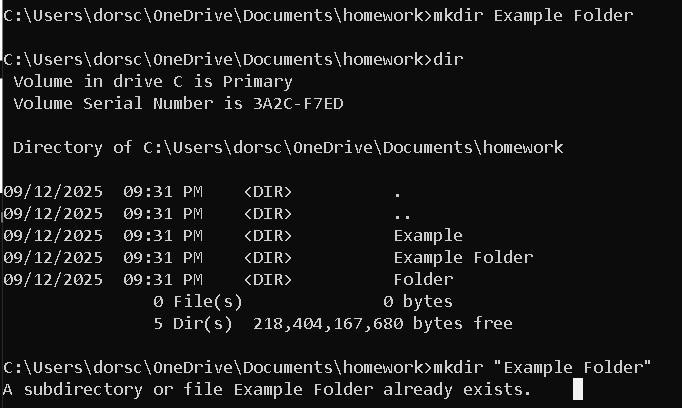 C:\Users\dorsc\OneDrive\Documents\homework>mkdir Example Folder
C:\Users\dorsc\OneDrive\Documents\homework>dir
 Volume in drive C is Primary
 Volume Serial Number is 3A2C-F7ED
 Directory of C:\Users\dorsc\OneDrive\Documents\homework
09/12/2025  09:31 PM    <DIR>          .
09/12/2025  09:31 PM    <DIR>          ..
09/12/2025  09:31 PM    <DIR>          Example
09/12/2025  09:31 PM    <DIR>          Example Folder
09/12/2025  09:31 PM    <DIR>          Folder
               0 File(s)              0 bytes
               5 Dir(s)  218,404,167,680 bytes free
C:\Users\dorsc\OneDrive\Documents\homework>mkdir "Example Folder"
A subdirectory or file Example Folder already exists.